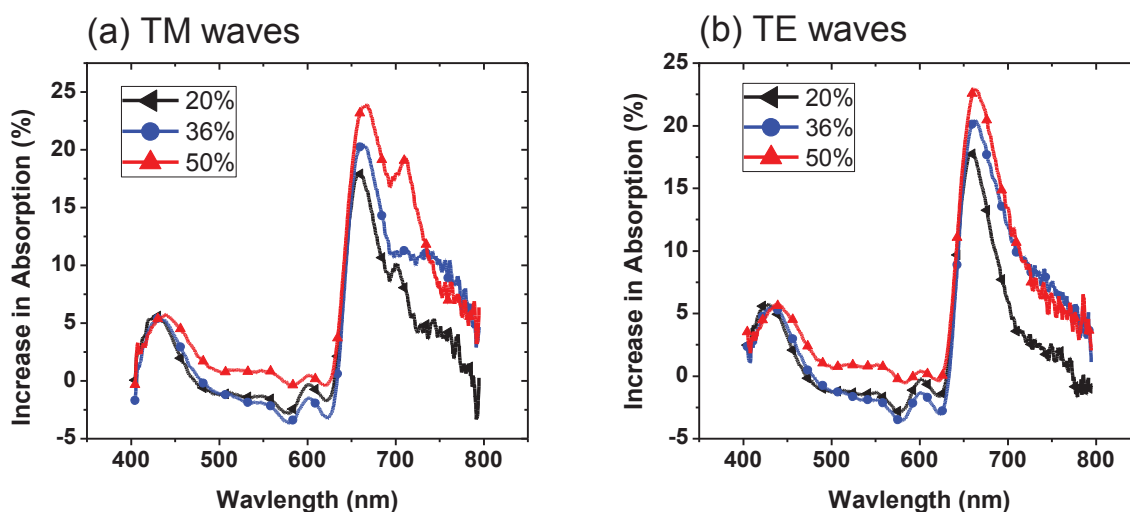 (a) TM waves
Increase in Absorption (%)
25
20
15
10
5
0
-5
20%
36%
50%
400 500 600 700 800
Wavlength (nm)
(b) TE waves
Increase in Absorption (%)
25
20
15
10
5
0
-5
20%
36%
50%
400 500 600 700 800
Wavlength (nm)